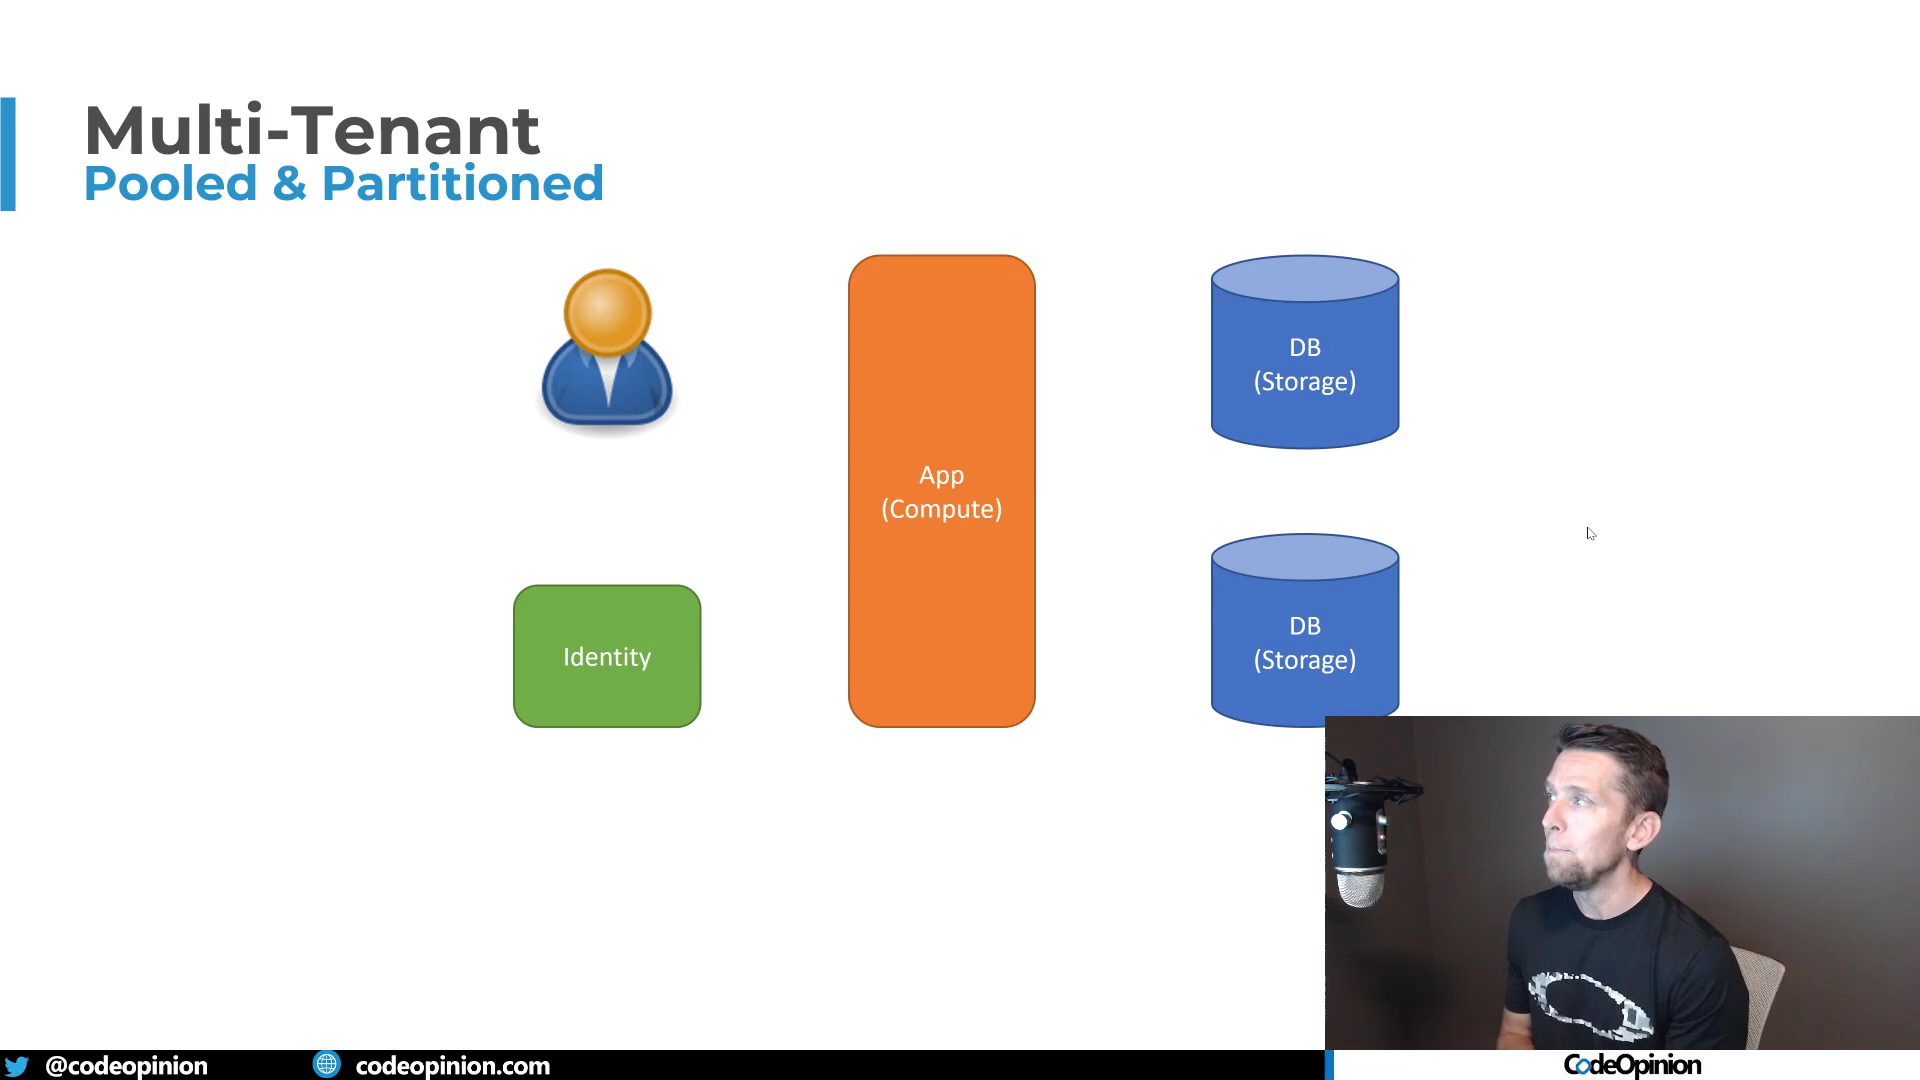 Multi-Tenant
Pooled & Partitioned
App
(Compute)
Identity
DB
(Storage)
DB
(Storage)
@codeopinion
codeopinion.com
CodeOpinion